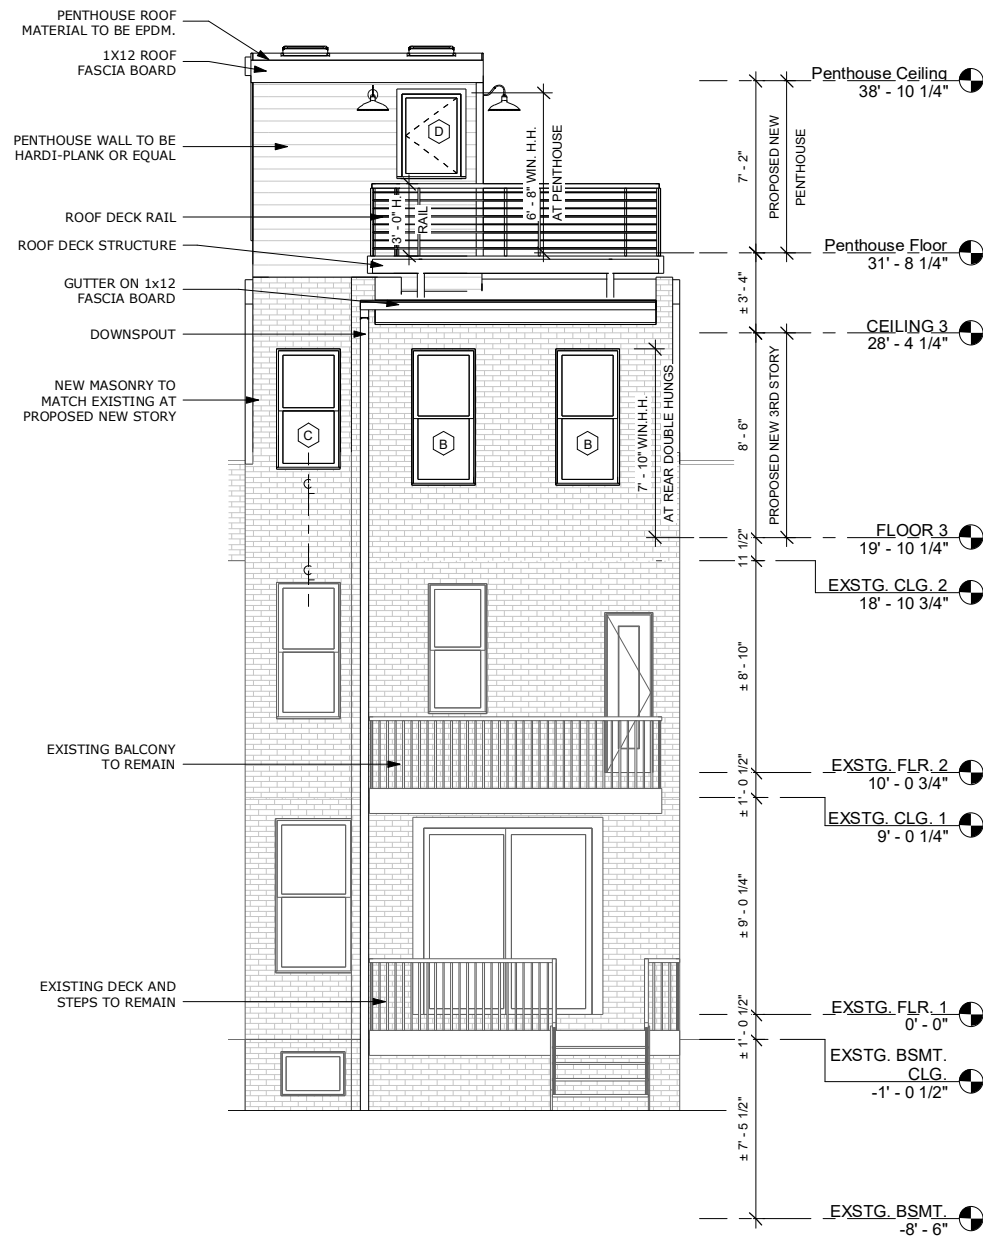 PENTHOUSE ROOF
MATERIAL TO BE EPDM.
1X12 ROOF
FASCIA BOARD
PENTHOUSE WALL TO BE
HARDI-PLANK OR EQUAL
ROOF DECK RAIL
ROOF DECK STRUCTURE
GUTTER ON 1x12
FASCIA BOARD
DOWNSPOUT
NEW MASONRY TO
MATCH EXISTING AT
PROPOSED NEW STORY
EXISTING BALCONY
TO REMAIN
EXISTING DECK AND
STEPS TO REMAIN
D
3' - 0" H.
RAIL
6' - 8" WIN. H.H.
AT PENTHOUSE
C
B
B
CL
CL
7' - 10" WIN.H.H.
AT REAR DOUBLE HUNGS
7' - 2"
± 3' - 4"
8' - 6"
11 1/2"
± 8' - 10"
± 1' - 0 1/2"
± 9' - 0 1/4"
± 1' - 0 1/2"
± 7' - 5 1/2"
PROPOSED NEW
PENTHOUSE
PROPOSED NEW 3RD STORY
Penthouse Ceiling
38' - 10 1/4"
Penthouse Floor
31' - 8 1/4"
CEILING 3
28' - 4 1/4"
FLOOR 3
19' - 10 1/4"
EXSTG. CLG. 2
18' - 10 3/4"
EXSTG. FLR. 2
10' - 0 3/4"
EXSTG. CLG. 1
9' - 0 1/4"
EXSTG. FLR. 1
0' - 0"
EXSTG. BSMT.
CLG.
-1' - 0 1/2"
EXSTG. BSMT.
-8' - 6"